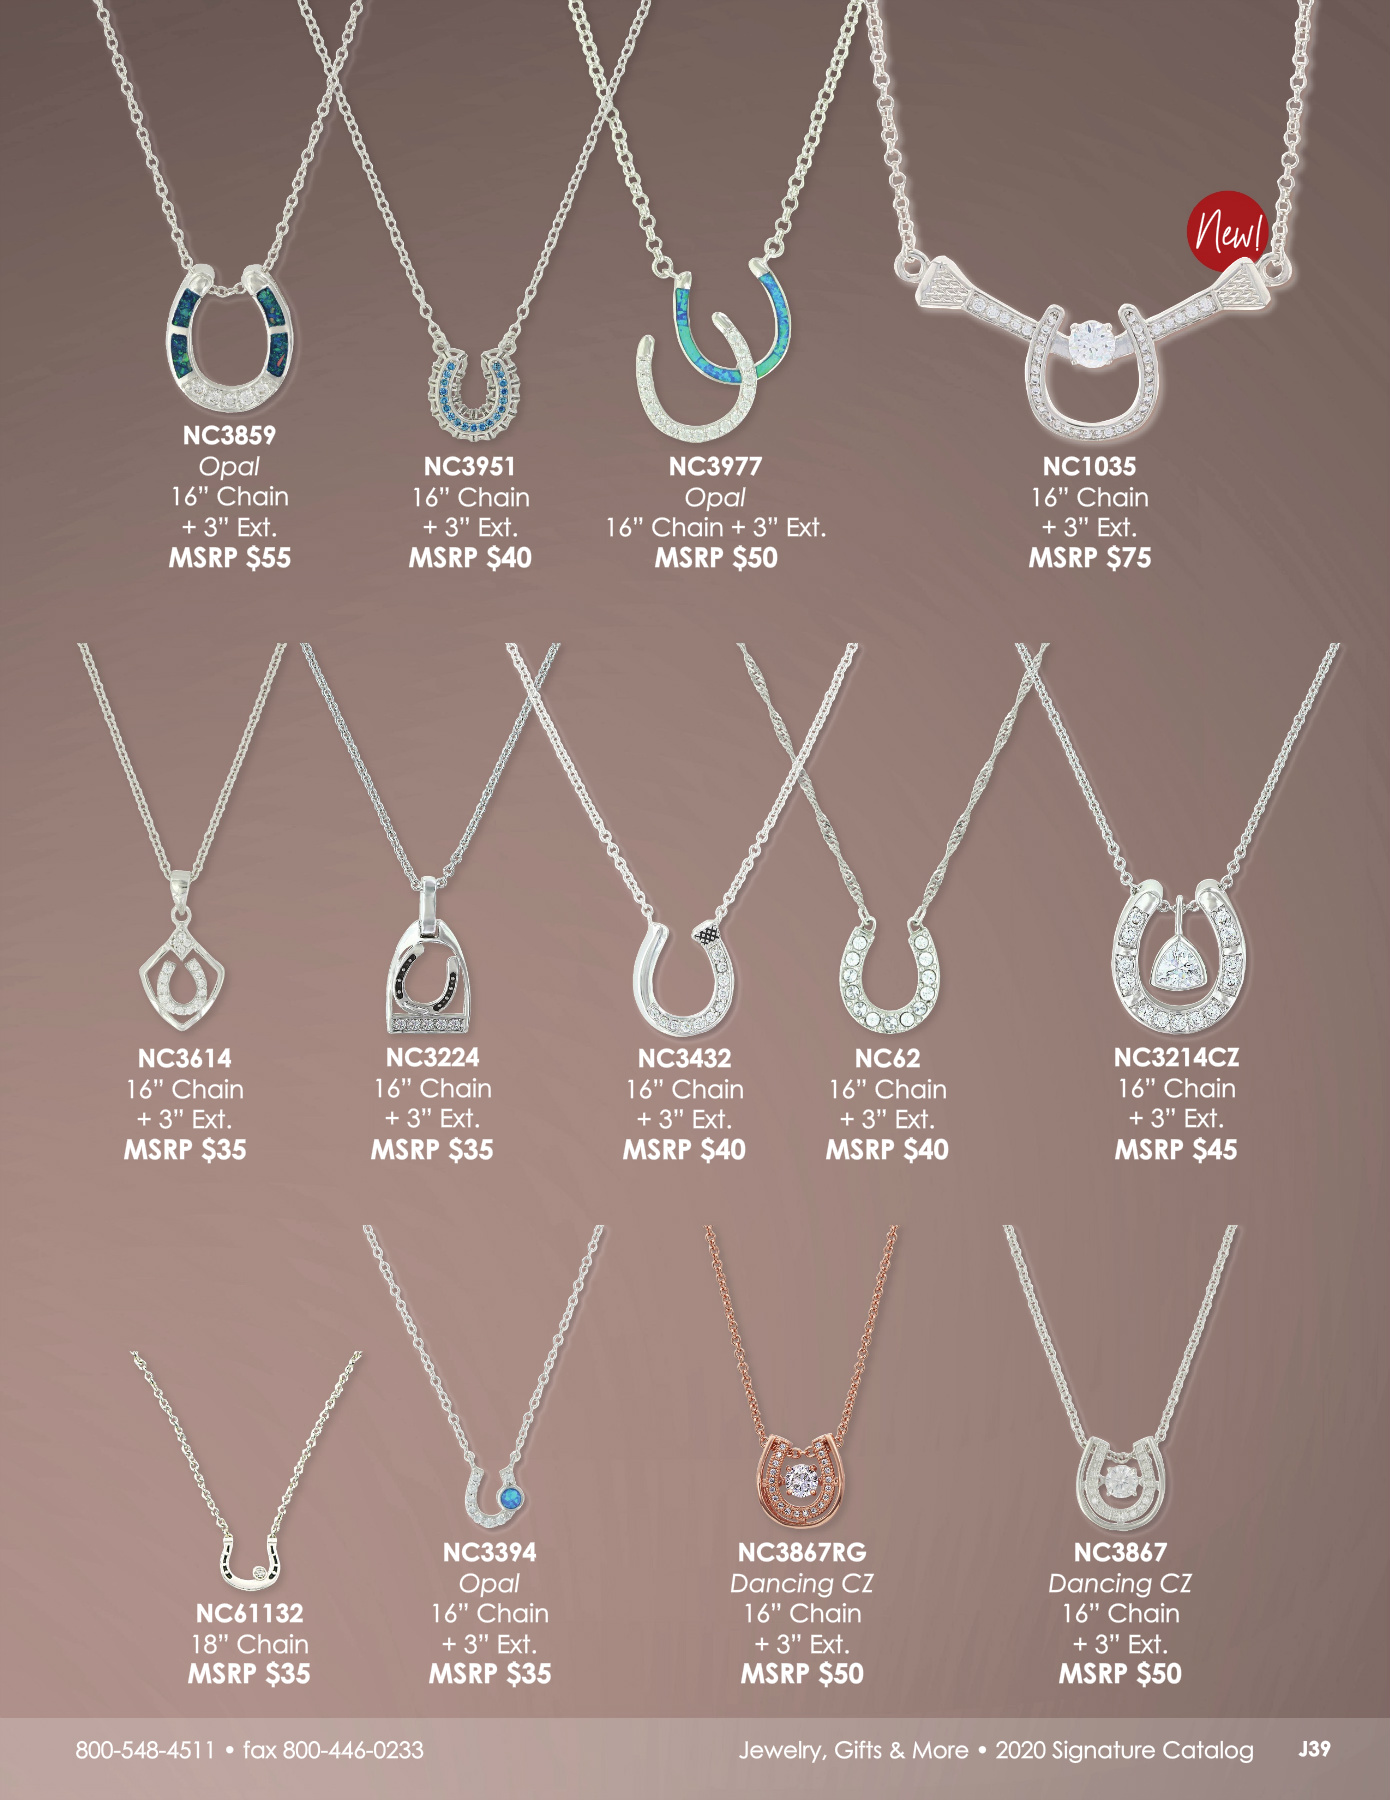 New!
NC3859
Opal
16” Chain
+ 3” Ext.
MSRP $55
NC3951
16” Chain
+ 3” Ext.
MSRP $40
NC3977
Opal
16” Chain + 3” Ext.
MSRP $50
NC1035
16” Chain
+ 3” Ext.
MSRP $75
NC3614
16” Chain
+ 3” Ext.
MSRP $35
NC3224
16” Chain
+ 3” Ext.
MSRP $35
NC3432
16” Chain
+ 3” Ext.
MSRP $40
NC62
16” Chain
+ 3” Ext.
MSRP $40
NC3214CZ
16” Chain
+ 3” Ext.
MSRP $45
NC61132
18” Chain
MSRP $35
NC3394
Opal
16” Chain
+ 3” Ext.
MSRP $35
NC3867RG
Dancing CZ
16” Chain
+ 3” Ext.
MSRP $50
NC3867
Dancing CZ
16” Chain
+ 3” Ext.
MSRP $50
800-548-4511 • fax 800-446-0233
Jewelry, Gifts & More • 2020 Signature Catalog J39